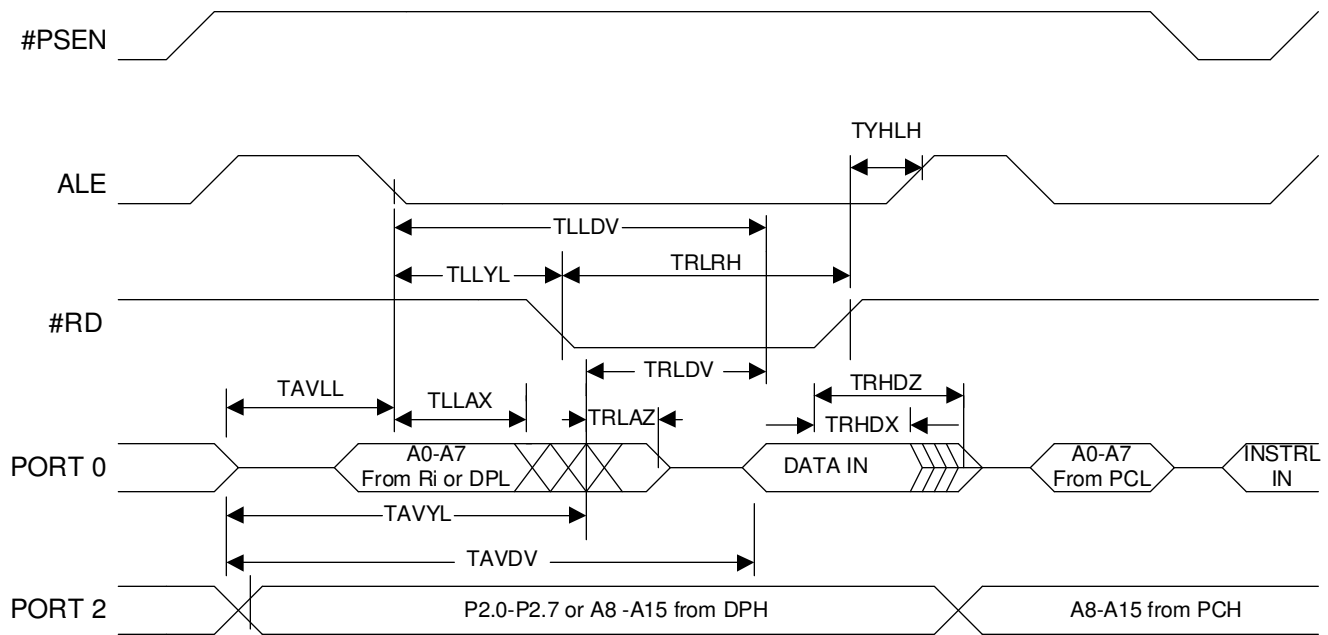 #PSEN
TYHLH
ALE
TLLDV
TLLYL
TRLRH
#RD
TRLDV
TAVLL
TLLAX
TRLAZ
TRHDZ
TRHDX
PORT 0
A0-A7
From Ri or DPL
DATA IN
A0-A7
From PCL
INSTRL
IN
TAVYL
TAVDV
PORT 2
P2.0-P2.7 or A8 -A15 from DPH
A8-A15 from PCH